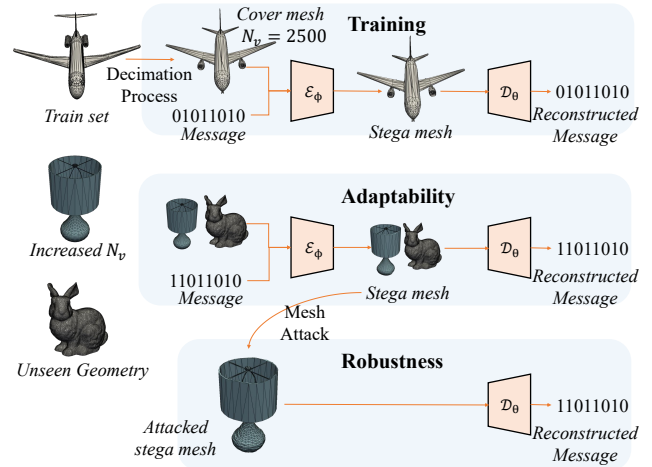 Training
Cover mesh
N_v = 2500
Decimation
Process
Train set
01011010
Message
ℰ_ϕ
Stega mesh
𝒟_θ
01011010
Reconstructed
Message
Adaptability
Increased N_v
11011010
Message
ℰ_ϕ
Stega mesh
𝒟_θ
11011010
Reconstructed
Message
Unseen Geometry
Mesh
Attack
Robustness
Attacked
stega mesh
𝒟_θ
11011010
Reconstructed
Message